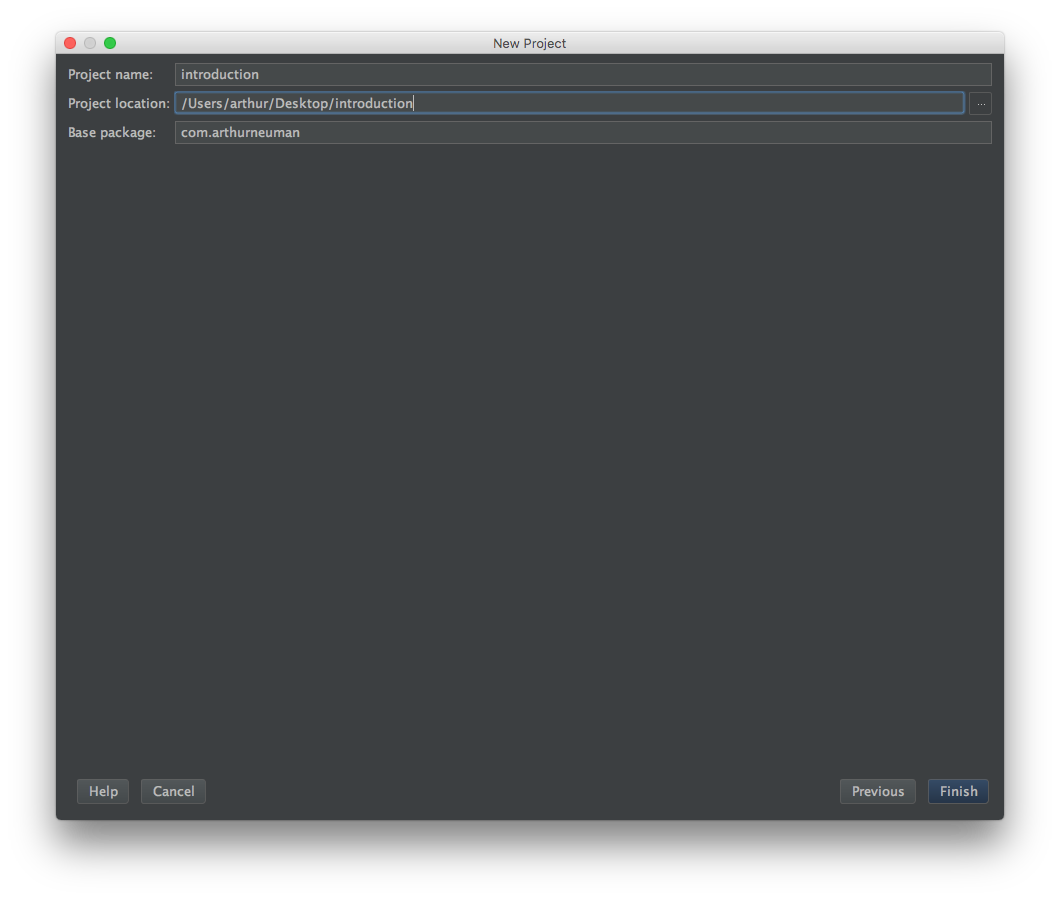 New Project
Project name: introduction
Project location: /Users/arthur/Desktop/introduction ...
Base package: com.arthurneuman
Help Cancel Previous Finish